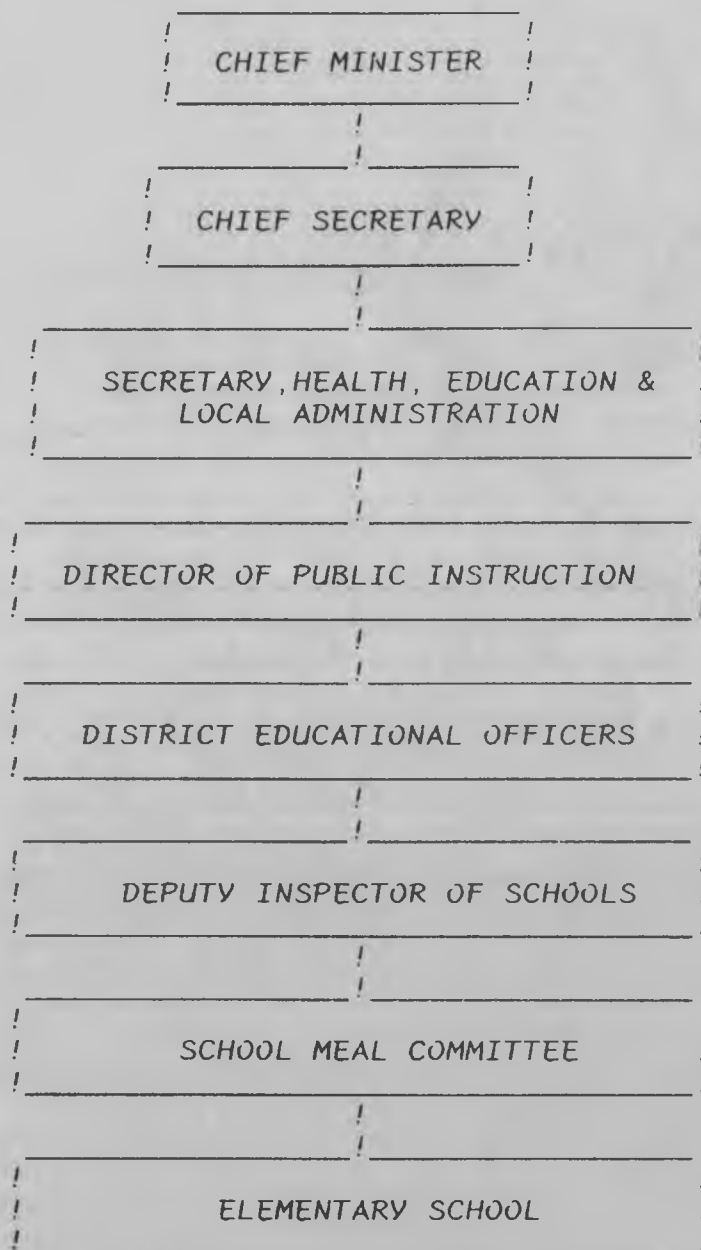 CHIEF MINISTER
CHIEF SECRETARY
SECRETARY, HEALTH, EDUCATION &
LOCAL ADMINISTRATION
DIRECTOR OF PUBLIC INSTRUCTION
DISTRICT EDUCATIONAL OFFICERS
DEPUTY INSPECTOR OF SCHOOLS
SCHOOL MEAL COMMITTEE
ELEMENTARY SCHOOL